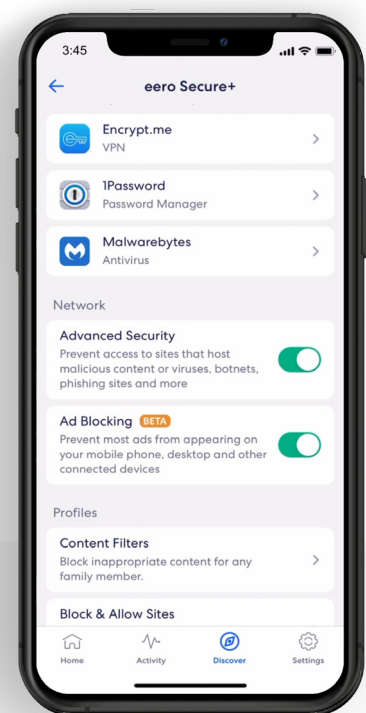 3:45
eero Secure+
Encrypt.me
VPN
1Password
Password Manager
Malwarebytes
Antivirus
Network
Advanced Security
Prevent access to sites that host
malicious content or viruses, botnets,
phishing sites and more
Ad Blocking BETA
Prevent most ads from appearing on
your mobile phone, desktop and other
connected devices
Profiles
Content Filters
Block inappropriate content for any
family member.
Block & Allow Sites
Home Activity Discover Settings